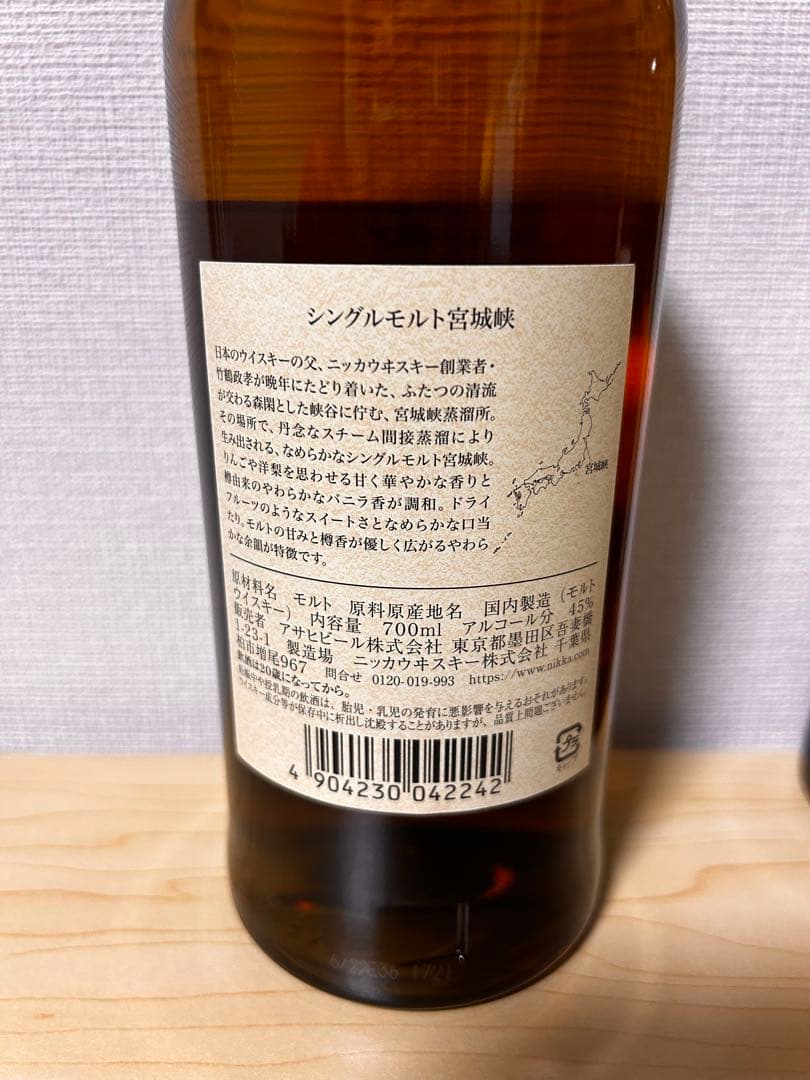 シングルモルト宮城峡
日本のウイスキーの父、ニッカウヰスキー創業者・
竹鶴政孝が晩年にたどり着いた、ふたつの清流
が交わる森閑とした峡谷に佇む、宮城峡蒸溜所。
その場所で、丹念なスチーム間接蒸溜により
生み出される、なめらかなシングルモルト宮城峡。
りんごや洋梨を思わせる甘く華やかな香りと
樽由来のやわらかなバニラ香が調和。ドライ
フルーツのようなスイートさとなめらかな口当
たり。モルトの甘みと樽香が優しく広がるやわら
かな余韻が特徴です。
宮城峡
原材料名 モルト 原料原産地名 国内製造（モルト
ウイスキー） 内容量 700ml アルコール分 45%
販売者 アサヒビール株式会社 東京都墨田区吾妻橋
1-23-1 製造場 ニッカウヰスキー株式会社 千葉県
柏市増尾967 問合せ 0120-019-993 https://www.nikka.com
飲酒は20歳になってから。
妊娠中や授乳期の飲酒は、胎児・乳児の発育に悪影響を与えるおそれがあります。
ウイスキー成分等が保存中に析出し沈殿することがありますが、品質上問題ございません。
プラ
キャップ
4 904230 042242